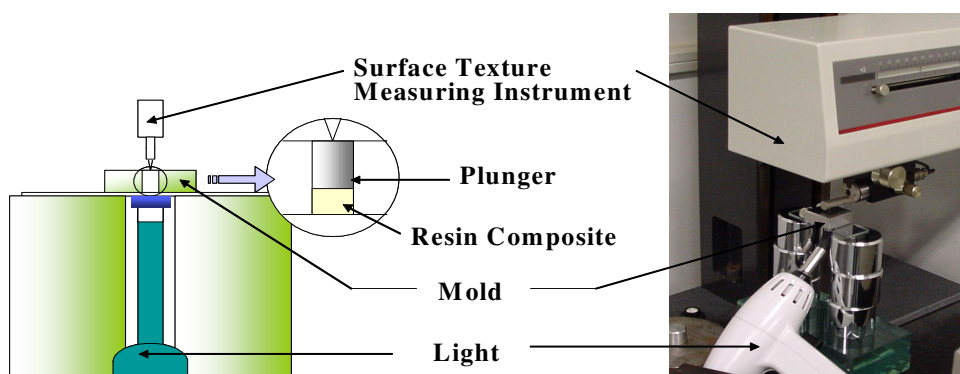 Surface Texture
Measuring Instrument
Plunger
Resin Composite
Mold
Light